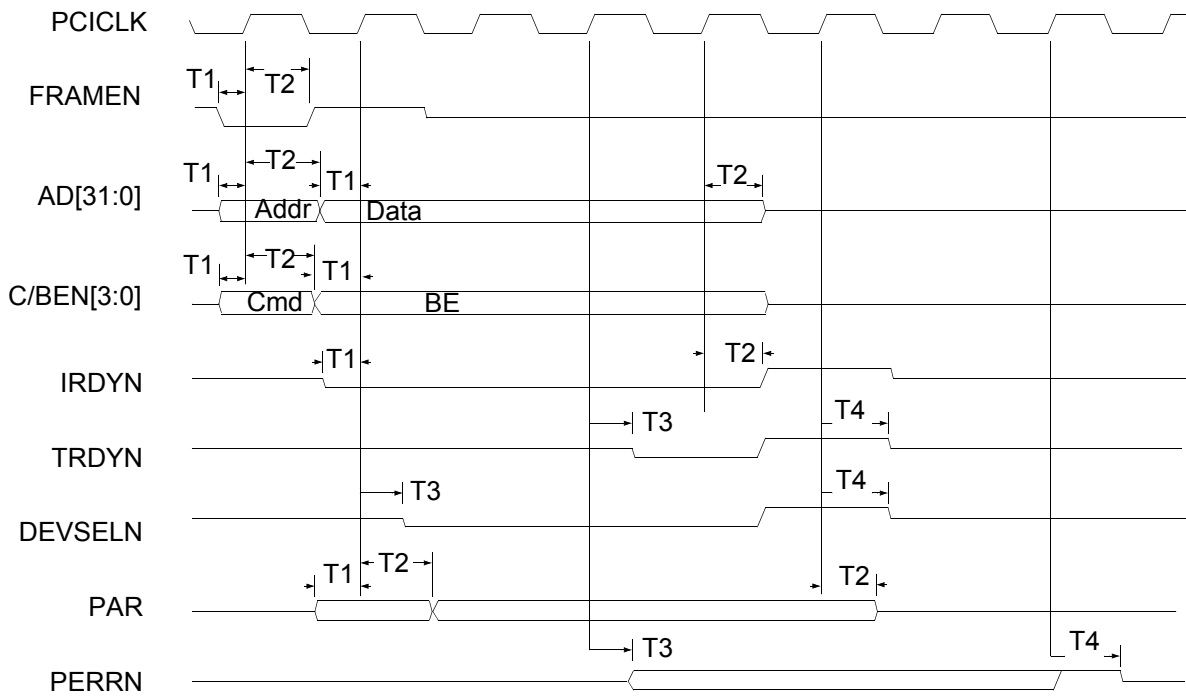 PCICLK
T1
T2
FRAMEN
T1
T2
T1
T2
AD[31:0]
Addr
Data
T1
T2
T1
C/BEN[3:0]
Cmd
BE
T1
T2
IRDYN
T3
T4
TRDYN
T3
T4
DEVSELN
T1
T2
T2
PAR
T3
T4
PERRN